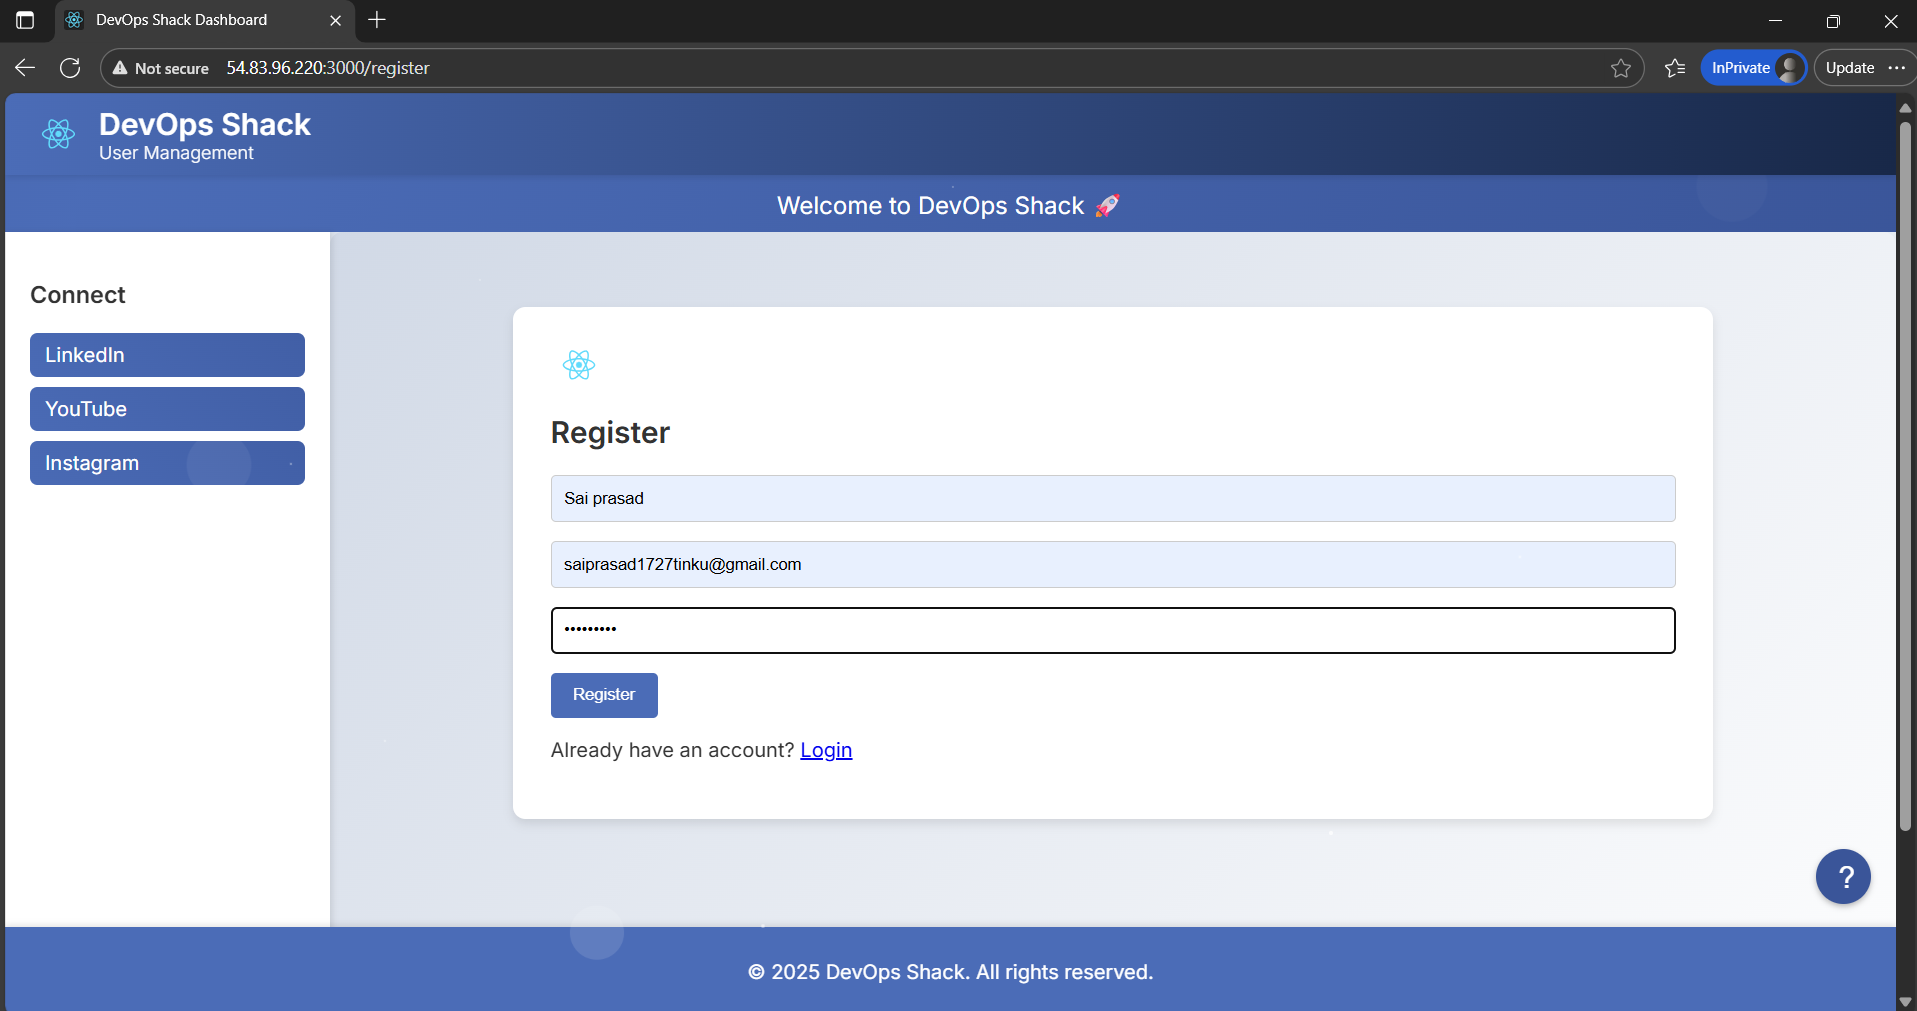 DevOps Shack Dashboard
Not secure 54.83.96.220:3000/register
InPrivate
Update
DevOps Shack
User Management
Welcome to DevOps Shack 🚀
Connect
LinkedIn
YouTube
Instagram
Register
Sai prasad
saiprasad1727tinku@gmail.com
•••••••••
Register
Already have an account? Login
?
© 2025 DevOps Shack. All rights reserved.